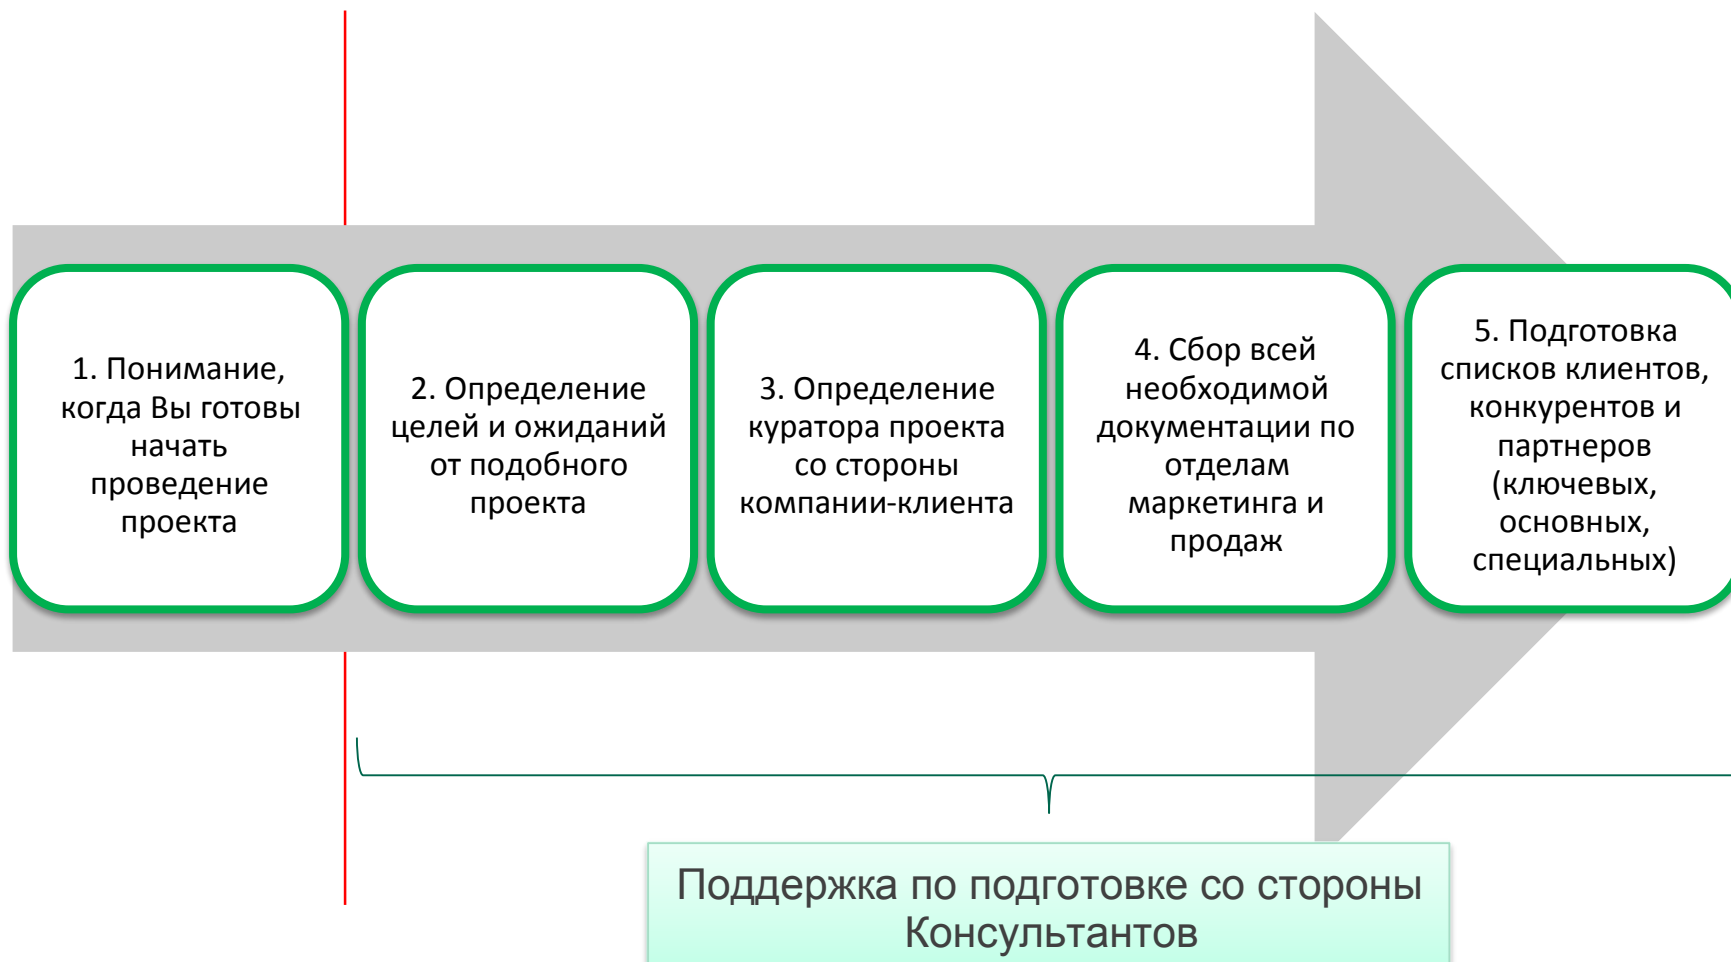 1. Понимание,
когда Вы готовы
начать
проведение
проекта
2. Определение
целей и ожиданий
от подобного
проекта
3. Определение
куратора проекта
со стороны
компании-клиента
4. Сбор всей
необходимой
документации по
отделам
маркетинга и
продаж
5. Подготовка
списков клиентов,
конкурентов и
партнеров
(ключевых,
основных,
специальных)
Поддержка по подготовке со стороны
Консультантов